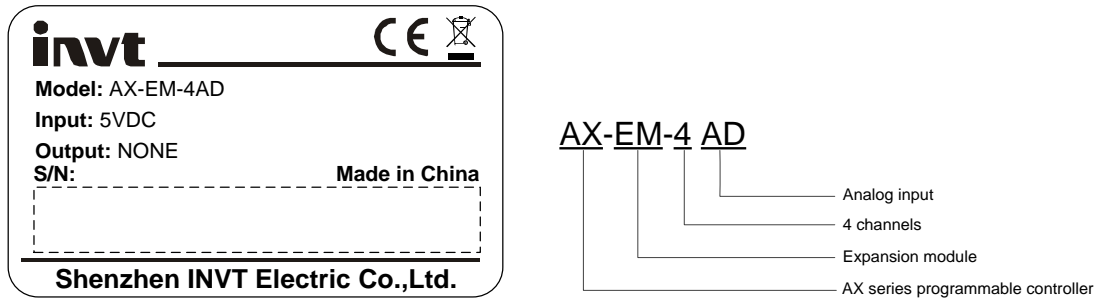 invt
CE
Model: AX-EM-4AD
Input: 5VDC
Output: NONE
S/N: Made in China
Shenzhen INVT Electric Co.,Ltd.
AX-EM-4 AD
Analog input
4 channels
Expansion module
AX series programmable controller